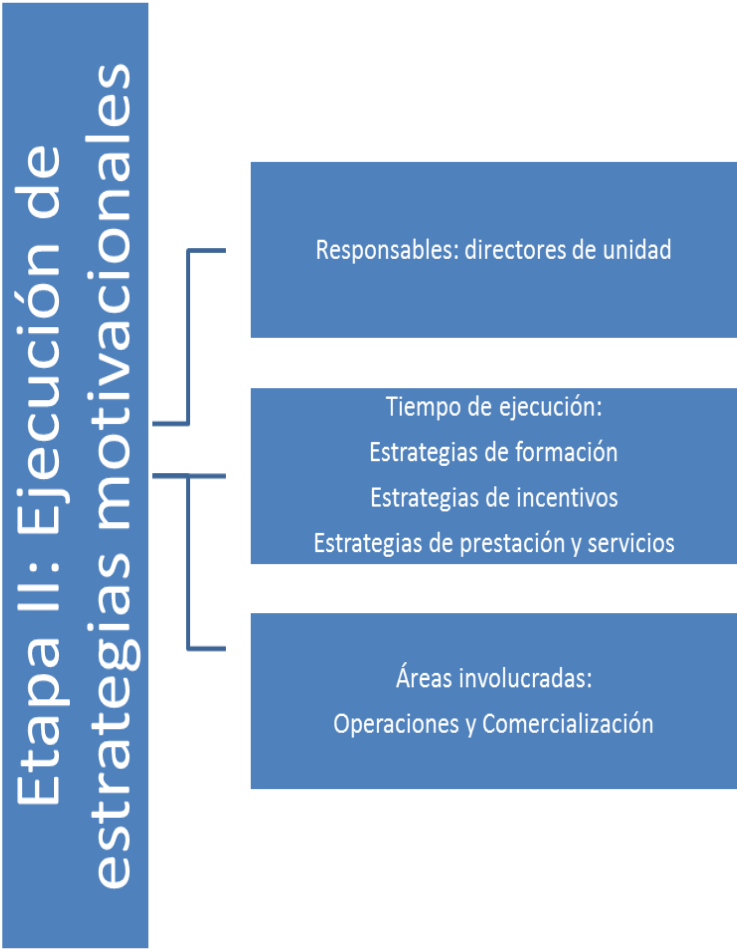 Etapa II: Ejecución de
estrategias motivacionales
Responsables: directores de unidad
Tiempo de ejecución:
Estrategias de formación
Estrategias de incentivos
Estrategias de prestación y servicios
Áreas involucradas:
Operaciones y Comercialización